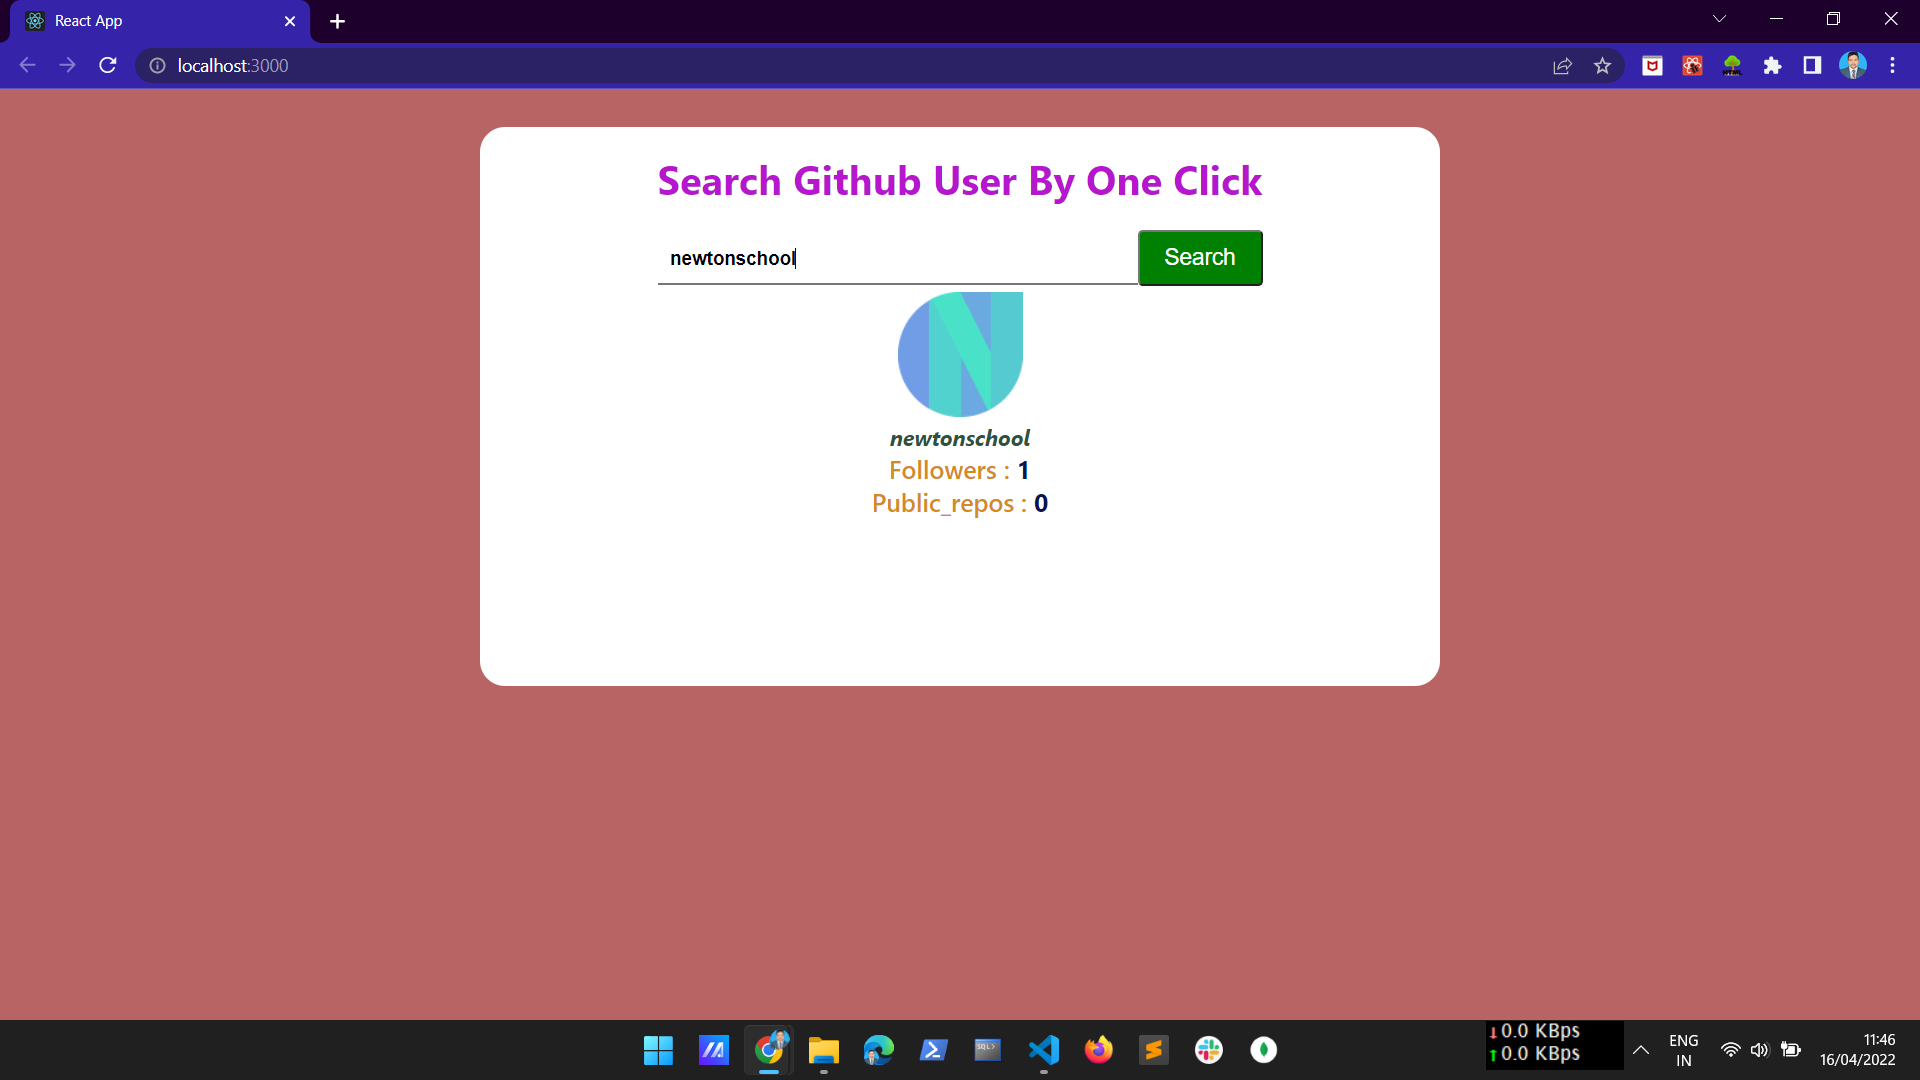 React App
localhost:3000
Search Github User By One Click
newtonschool
Search
newtonschool
Followers : 1
Public_repos : 0
SQL>
↓0.0 KBps
↑0.0 KBps
ENG
IN
11:46
16/04/2022